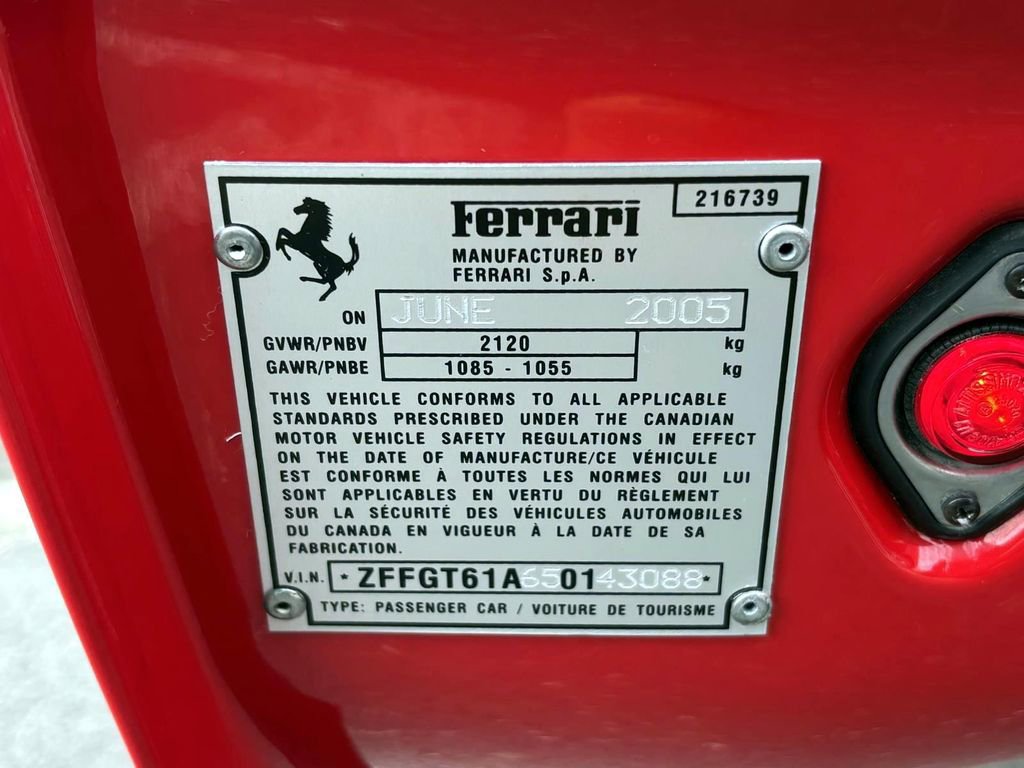 216739
Ferrari
MANUFACTURED BY
FERRARI S.p.A.
ON JUNE 2005
GVWR/PNBV 2120 kg
GAWR/PNBE 1085 - 1055 kg
THIS VEHICLE CONFORMS TO ALL APPLICABLE
STANDARDS PRESCRIBED UNDER THE CANADIAN
MOTOR VEHICLE SAFETY REGULATIONS IN EFFECT
ON THE DATE OF MANUFACTURE/CE VÉHICULE
EST CONFORME À TOUTES LES NORMES QUI LUI
SONT APPLICABLES EN VERTU DU RÈGLEMENT
SUR LA SÉCURITÉ DES VÉHICULES AUTOMOBILES
DU CANADA EN VIGUEUR À LA DATE DE SA
FABRICATION.
V.I.N. * ZFFGT61A650143088*
TYPE: PASSENGER CAR / VOITURE DE TOURISME